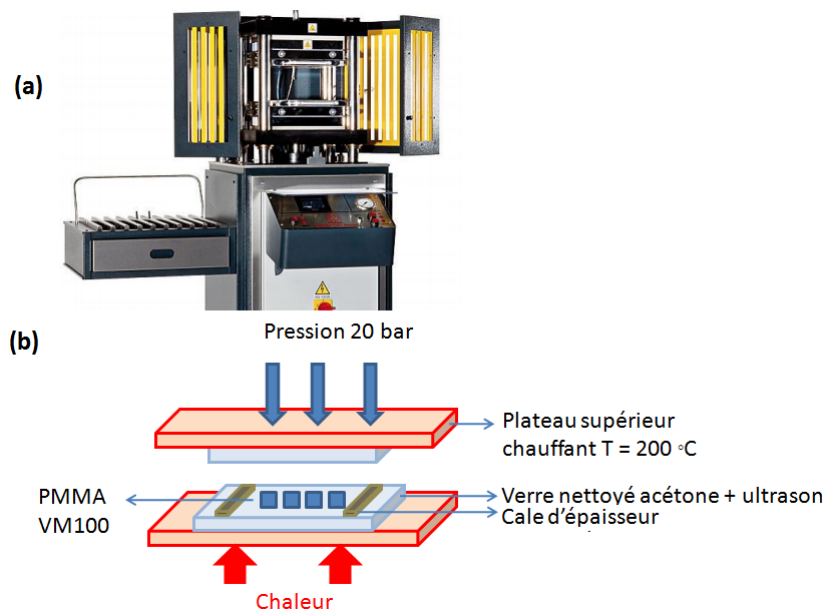 (a)
(b)
Pression 20 bar
Plateau supérieur
chauffant T = 200 °C
PMMA
VM100
Verre nettoyé acétone + ultrason
Cale d'épaisseur
Chaleur